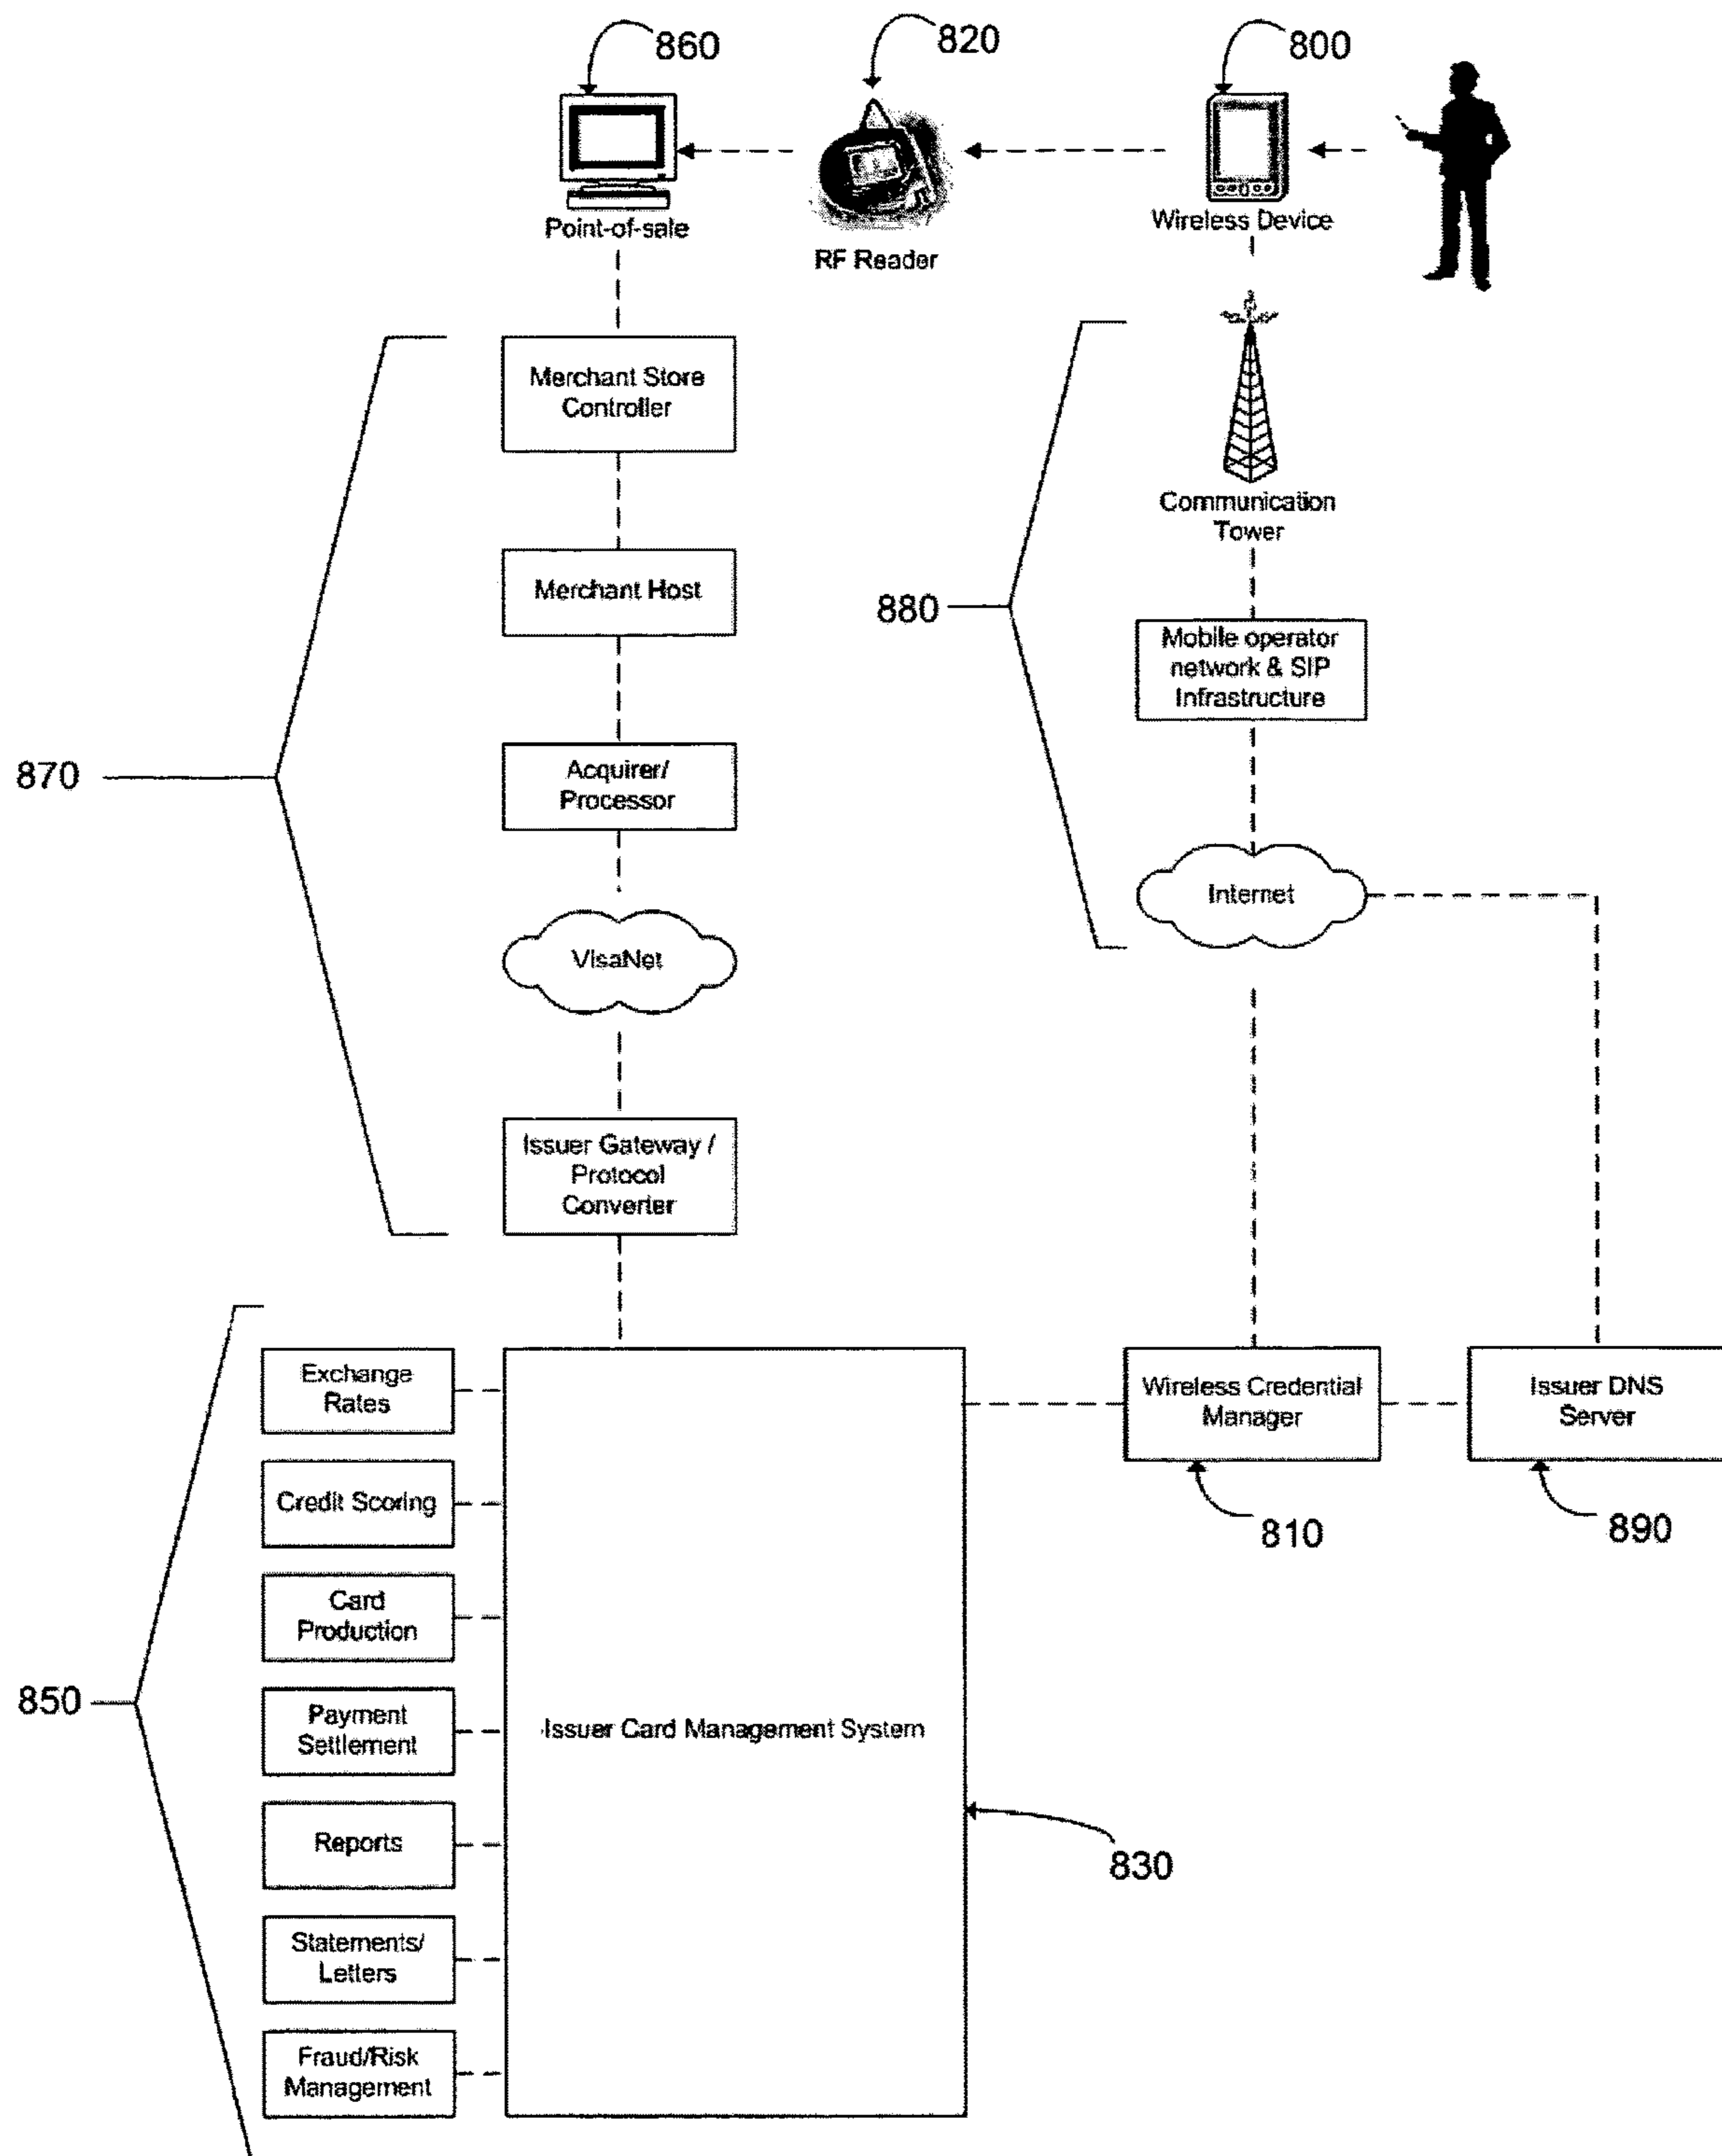 860
820
800
Point-of-sale
RF Reader
Wireless Device
Merchant Store
Controller
Communication
Tower
Merchant Host
880
Mobile operator
network & SIP
Infrastructure
870
Acquirer/
Processor
Internet
VisaNet
Issuer Gateway /
Protocol
Converter
Exchange
Rates
Wireless Credential
Manager
Issuer DNS
Server
Credit Scoring
810
890
Card
Production
850
Payment
Settlement
Issuer Card Management System
Reports
830
Statements/
Letters
Fraud/Risk
Management